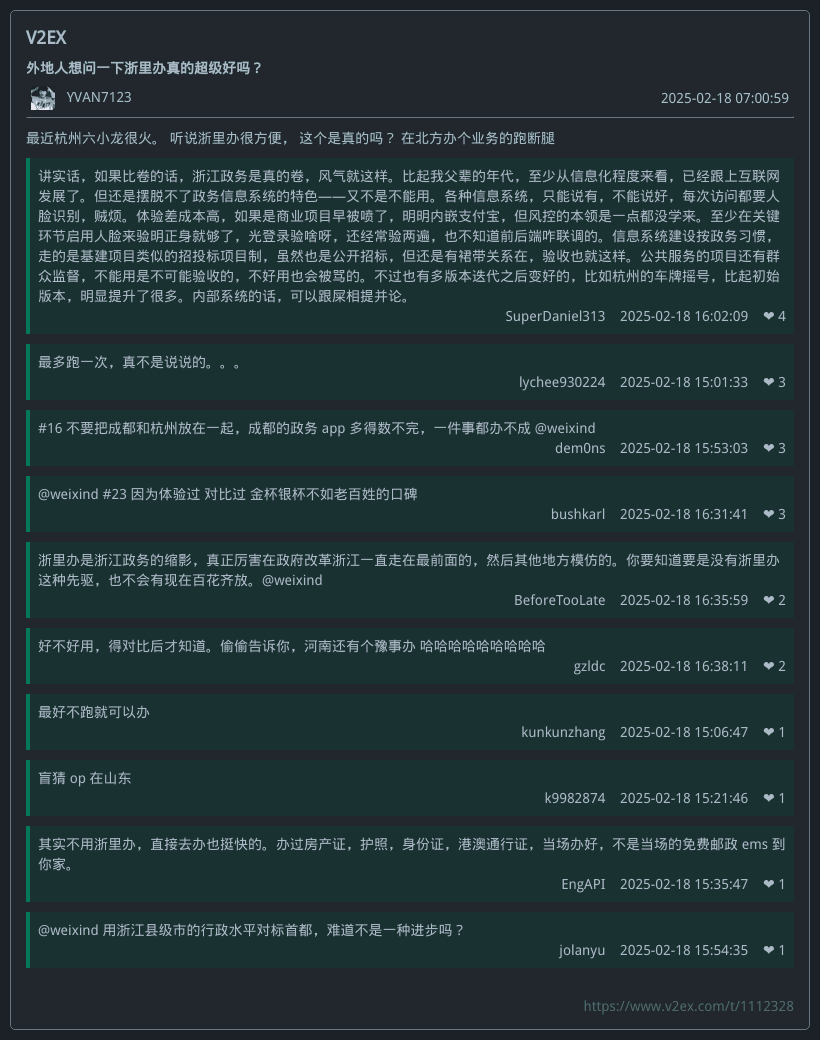 V2EX
外地人想问一下浙里办真的超级好吗？
YVAN7123
2025-02-18 07:00:59
最近杭州六小龙很火。 听说浙里办很方便， 这个是真的吗？ 在北方办个业务的跑断腿
讲实话，如果比卷的话，浙江政务是真的卷，风气就这样。比起我父辈的年代，至少从信息化程度来看，已经跟上互联网
发展了。但还是摆脱不了政务信息系统的特色——又不是不能用。各种信息系统，只能说有，不能说好，每次访问都要人
脸识别，贼烦。体验差成本高，如果是商业项目早被喷了，明明内嵌支付宝，但风控的本领是一点都没学来。至少在关键
环节启用人脸来验明正身就够了，光登录验啥呀，还经常验两遍，也不知道前后端咋联调的。信息系统建设按政务习惯，
走的是基建项目类似的招投标项目制，虽然也是公开招标，但还是有裙带关系在，验收也就这样。公共服务的项目还有群
众监督，不能用是不可能验收的，不好用也会被骂的。不过也有多版本迭代之后变好的，比如杭州的车牌摇号，比起初始
版本，明显提升了很多。内部系统的话，可以跟屎相提并论。
SuperDaniel313 2025-02-18 16:02:09 ❤ 4
最多跑一次，真不是说说的。。。
lychee930224 2025-02-18 15:01:33 ❤ 3
#16 不要把成都和杭州放在一起，成都的政务 app 多得数不完，一件事都办不成 @weixind
dem0ns 2025-02-18 15:53:03 ❤ 3
@weixind #23 因为体验过 对比过 金杯银杯不如老百姓的口碑
bushkarl 2025-02-18 16:31:41 ❤ 3
浙里办是浙江政务的缩影，真正厉害在政府改革浙江一直走在最前面的，然后其他地方模仿的。你要知道要是没有浙里办
这种先驱，也不会有现在百花齐放。@weixind
BeforeTooLate 2025-02-18 16:35:59 ❤ 2
好不好用，得对比后才知道。偷偷告诉你，河南还有个豫事办 哈哈哈哈哈哈哈哈哈
gzldc 2025-02-18 16:38:11 ❤ 2
最好不跑就可以办
kunkunzhang 2025-02-18 15:06:47 ❤ 1
盲猜 op 在山东
k9982874 2025-02-18 15:21:46 ❤ 1
其实不用浙里办，直接去办也挺快的。办过房产证，护照，身份证，港澳通行证，当场办好，不是当场的免费邮政 ems 到
你家。
EngAPI 2025-02-18 15:35:47 ❤ 1
@weixind 用浙江县级市的行政水平对标首都，难道不是一种进步吗？
jolanyu 2025-02-18 15:54:35 ❤ 1
https://www.v2ex.com/t/1112328